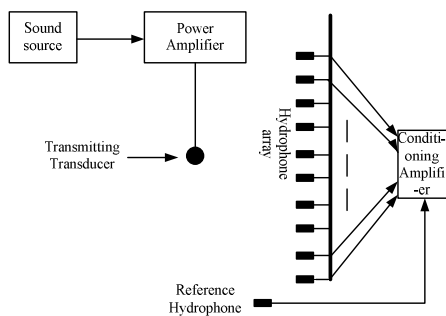 Sound
source
Power
Amplifier
Transmitting
Transducer
Hydrophone
array
Conditi-
oning
Amplifi
-er
Reference
Hydrophone